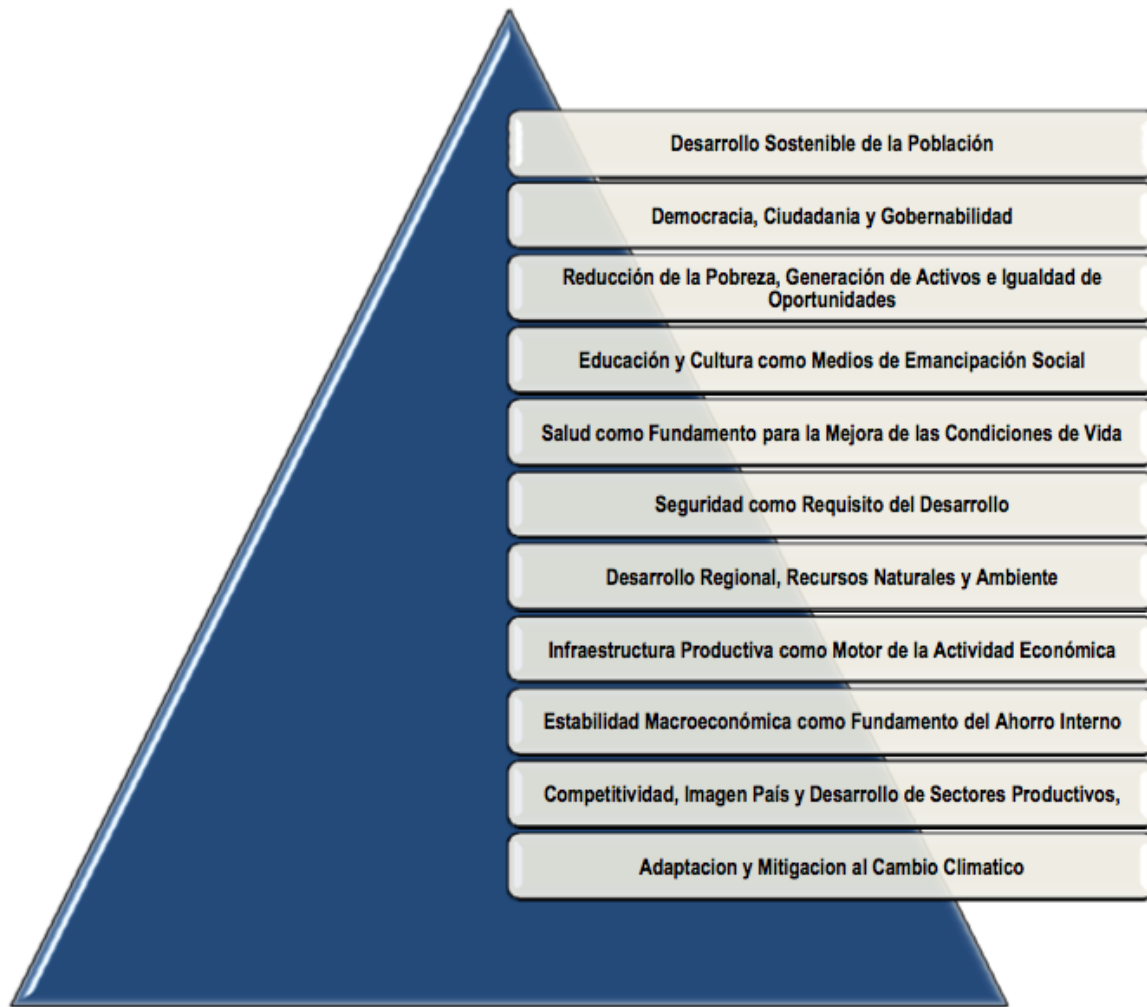 Desarrollo Sostenible de la Población
Democracia, Ciudadania y Gobernabilidad
Reducción de la Pobreza, Generación de Activos e Igualdad de
Oportunidades
Educación y Cultura como Medios de Emancipación Social
Salud como Fundamento para la Mejora de las Condiciones de Vida
Seguridad como Requisito del Desarrollo
Desarrollo Regional, Recursos Naturales y Ambiente
Infraestructura Productiva como Motor de la Actividad Económica
Estabilidad Macroeconómica como Fundamento del Ahorro Interno
Competitividad, Imagen País y Desarrollo de Sectores Productivos,
Adaptacion y Mitigacion al Cambio Climatico